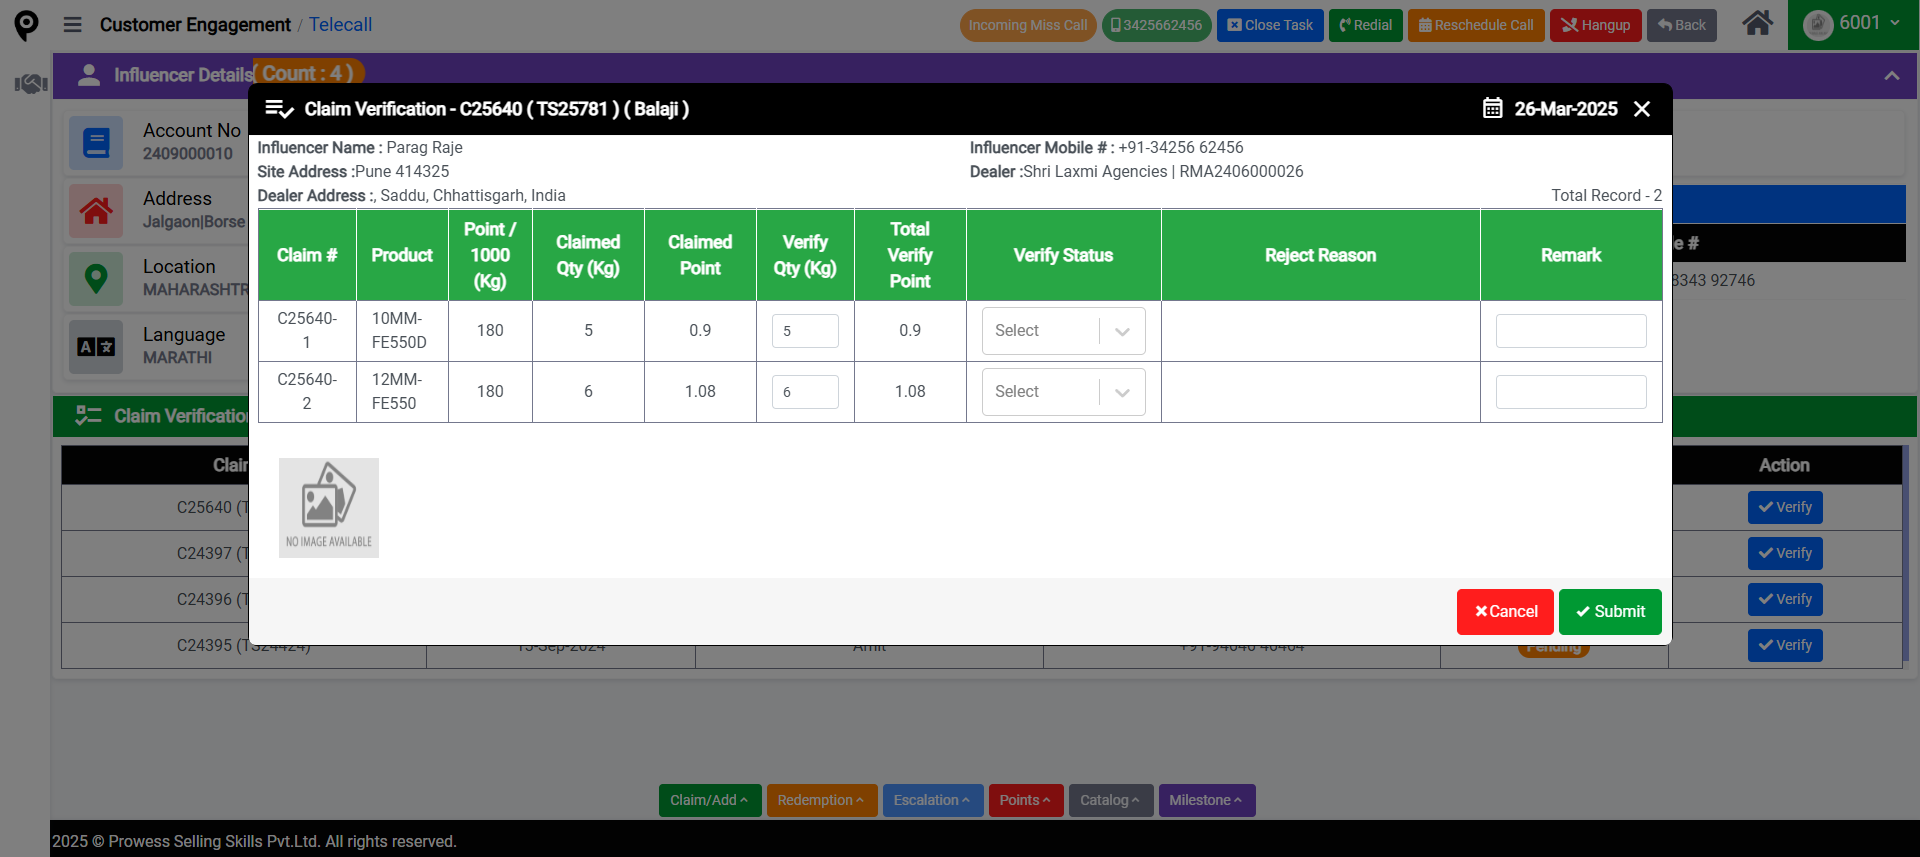 Customer Engagement / Telecall
Incoming Miss Call
3425662456
Close Task
Redial
Reschedule Call
Hangup
Back
6001
Influencer Details ( Count : 4 )
Account No
2409000010
Address
Jalgaon|Borse
Location
MAHARASHTR
Language
MARATHI
e #
8343 92746
Claim Verification - C25640 ( TS25781 ) ( Balaji )
26-Mar-2025
Influencer Name : Parag Raje
Influencer Mobile # : +91-34256 62456
Site Address :Pune 414325
Dealer :Shri Laxmi Agencies | RMA2406000026
Dealer Address :, Saddu, Chhattisgarh, India
Total Record - 2
Claim # Product Point / 1000 (Kg) Claimed Qty (Kg) Claimed Point Verify Qty (Kg) Total Verify Point Verify Status Reject Reason Remark
C25640-1 10MM-FE550D 180 5 0.9 5 0.9 Select
C25640-2 12MM-FE550 180 6 1.08 6 1.08 Select
NO IMAGE AVAILABLE
Cancel
Submit
Claim Verification
Clai
Action
C25640 (T
Verify
C24397 (T
Verify
C24396 (T
Verify
C24395 (TS24424) 15-Sep-2024 Amit +91-94040 40404 Pending Verify
Claim/Add
Redemption
Escalation
Points
Catalog
Milestone
2025 © Prowess Selling Skills Pvt.Ltd. All rights reserved.